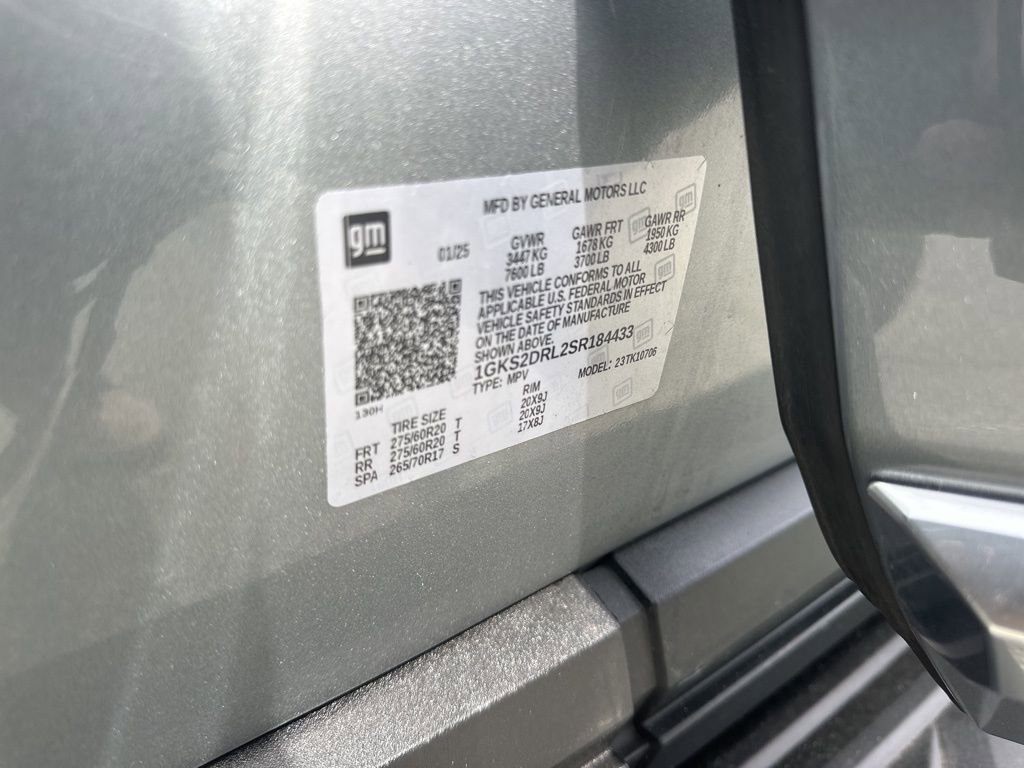 MFD BY GENERAL MOTORS LLC
gm
01/25
GVWR GAWR FRT GAWR RR
3447 KG 1678 KG 1950 KG
7600 LB 3700 LB 4300 LB
THIS VEHICLE CONFORMS TO ALL
APPLICABLE U.S. FEDERAL MOTOR
VEHICLE SAFETY STANDARDS IN EFFECT
ON THE DATE OF MANUFACTURE
SHOWN ABOVE.
1GKS2DRL2SR184433
TYPE: MPV MODEL: 23TK10706
130H
TIRE SIZE RIM
FRT 275/60R20 T 20X9J
RR 275/60R20 T 20X9J
SPA 265/70R17 S 17X8J